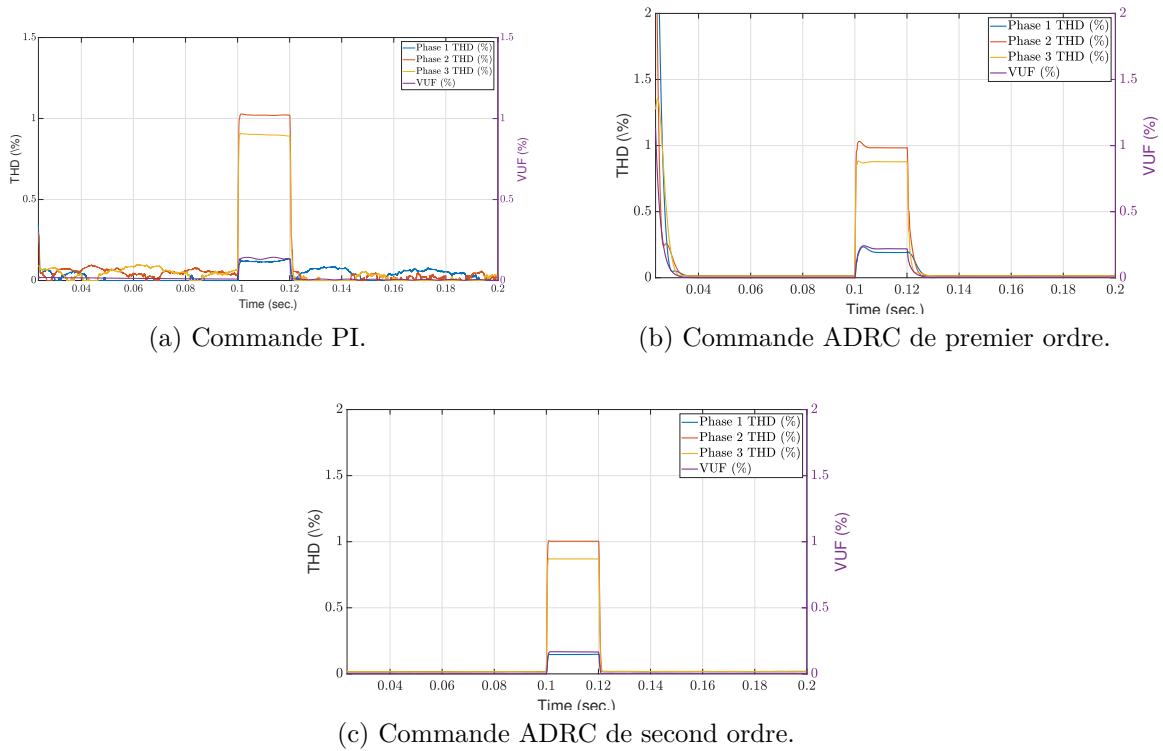 Phase 1 THD (%)
Phase 2 THD (%)
Phase 3 THD (%)
VUF (%)
1.5
1
0.5
0
1.5
1
0.5
0
THD (\%)
VUF (%)
0.04 0.06 0.08 0.1 0.12 0.14 0.16 0.18 0.2
Time (sec.)
(a) Commande PI.
Phase 1 THD (%)
Phase 2 THD (%)
Phase 3 THD (%)
VUF (%)
2
1.5
1
0.5
0
2
1.5
1
0.5
0
THD (\%)
VUF (%)
0.04 0.06 0.08 0.1 0.12 0.14 0.16 0.18 0.2
Time (sec.)
(b) Commande ADRC de premier ordre.
Phase 1 THD (%)
Phase 2 THD (%)
Phase 3 THD (%)
VUF (%)
2
1.5
1
0.5
0
2
1.5
1
0.5
0
THD (\%)
VUF (%)
0.04 0.06 0.08 0.1 0.12 0.14 0.16 0.18 0.2
Time (sec.)
(c) Commande ADRC de second ordre.